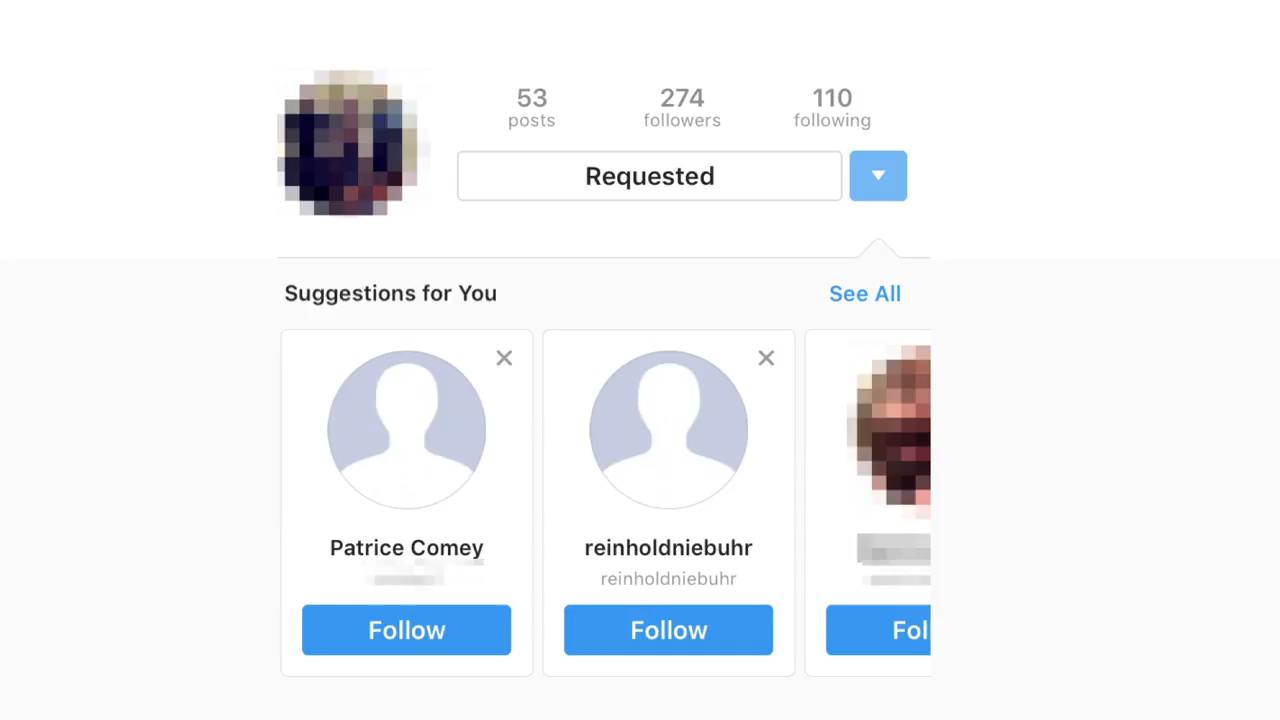 53 274 110
posts followers following
Requested
Suggestions for You See All
Patrice Comey reinholdniebuhr
reinholdniebuhr
Follow Follow Fol